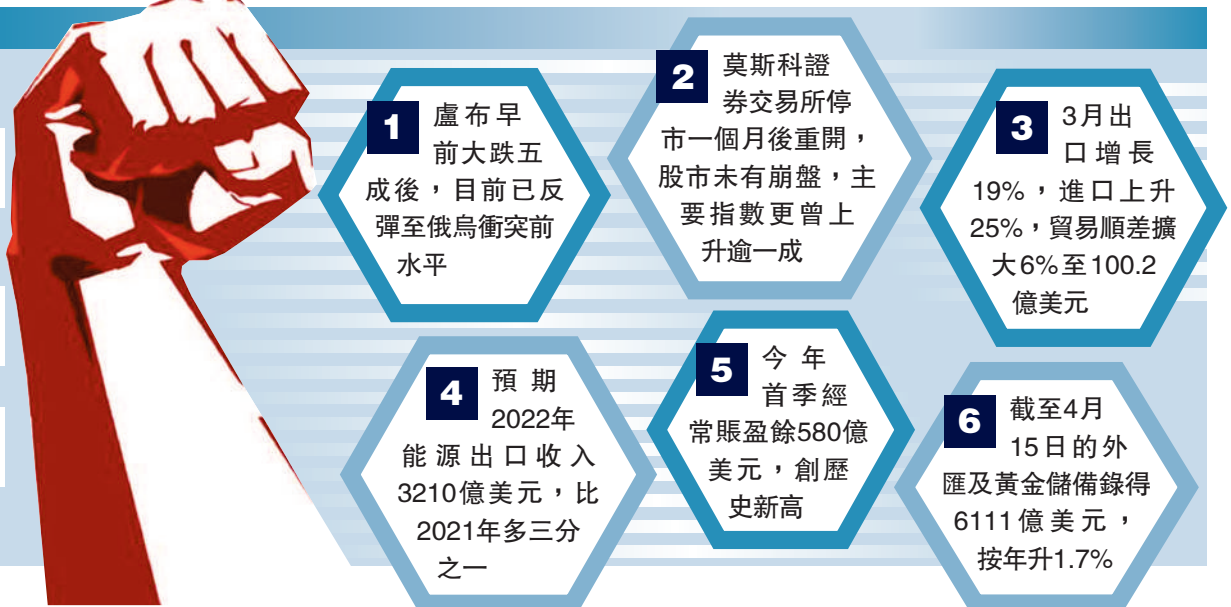 1 盧布早
前大跌五
成後，目前已反
彈至俄烏衝突前
水平
2 莫斯科證
券交易所停
市一個月後重開，
股市未有崩盤，主
要指數更曾上
升逾一成
3 3月出
口增長
19%，進口上升
25%，貿易順差擴
大6%至100.2
億美元
4 預期
2022年
能源出口收入
3210億美元，比
2021年多三分
之一
5 今年
首季經
常賬盈餘580億
美元，創歷
史新高
6 截至4月
15日的外
匯及黃金儲備錄得
6111億美元，
按年升1.7%